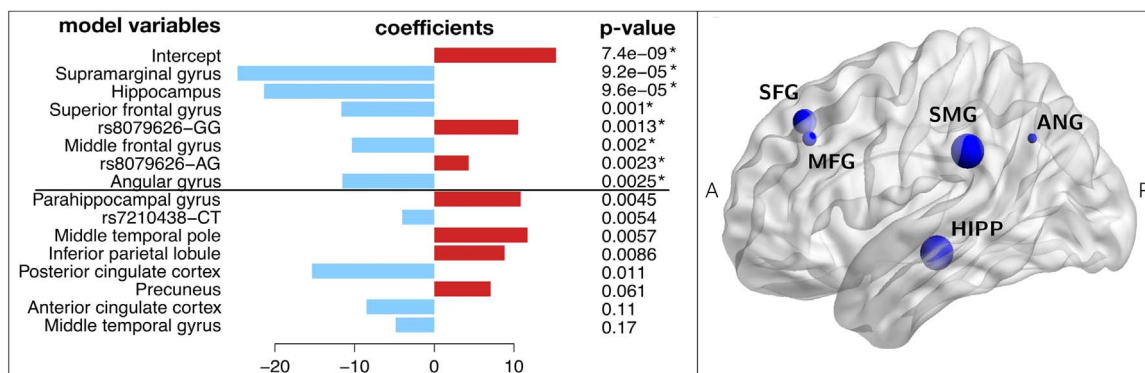 model variables coefficients p-value
Intercept 7.4e−09*
Supramarginal gyrus 9.2e−05*
Hippocampus 9.6e−05*
Superior frontal gyrus 0.001*
rs8079626−GG 0.0013*
Middle frontal gyrus 0.002*
rs8079626−AG 0.0023*
Angular gyrus 0.0025*
Parahippocampal gyrus 0.0045
rs7210438−CT 0.0054
Middle temporal pole 0.0057
Inferior parietal lobule 0.0086
Posterior cingulate cortex 0.011
Precuneus 0.061
Anterior cingulate cortex 0.11
Middle temporal gyrus 0.17
−20 −10 0 10
SFG
SMG ANG
MFG
A P
HIPP